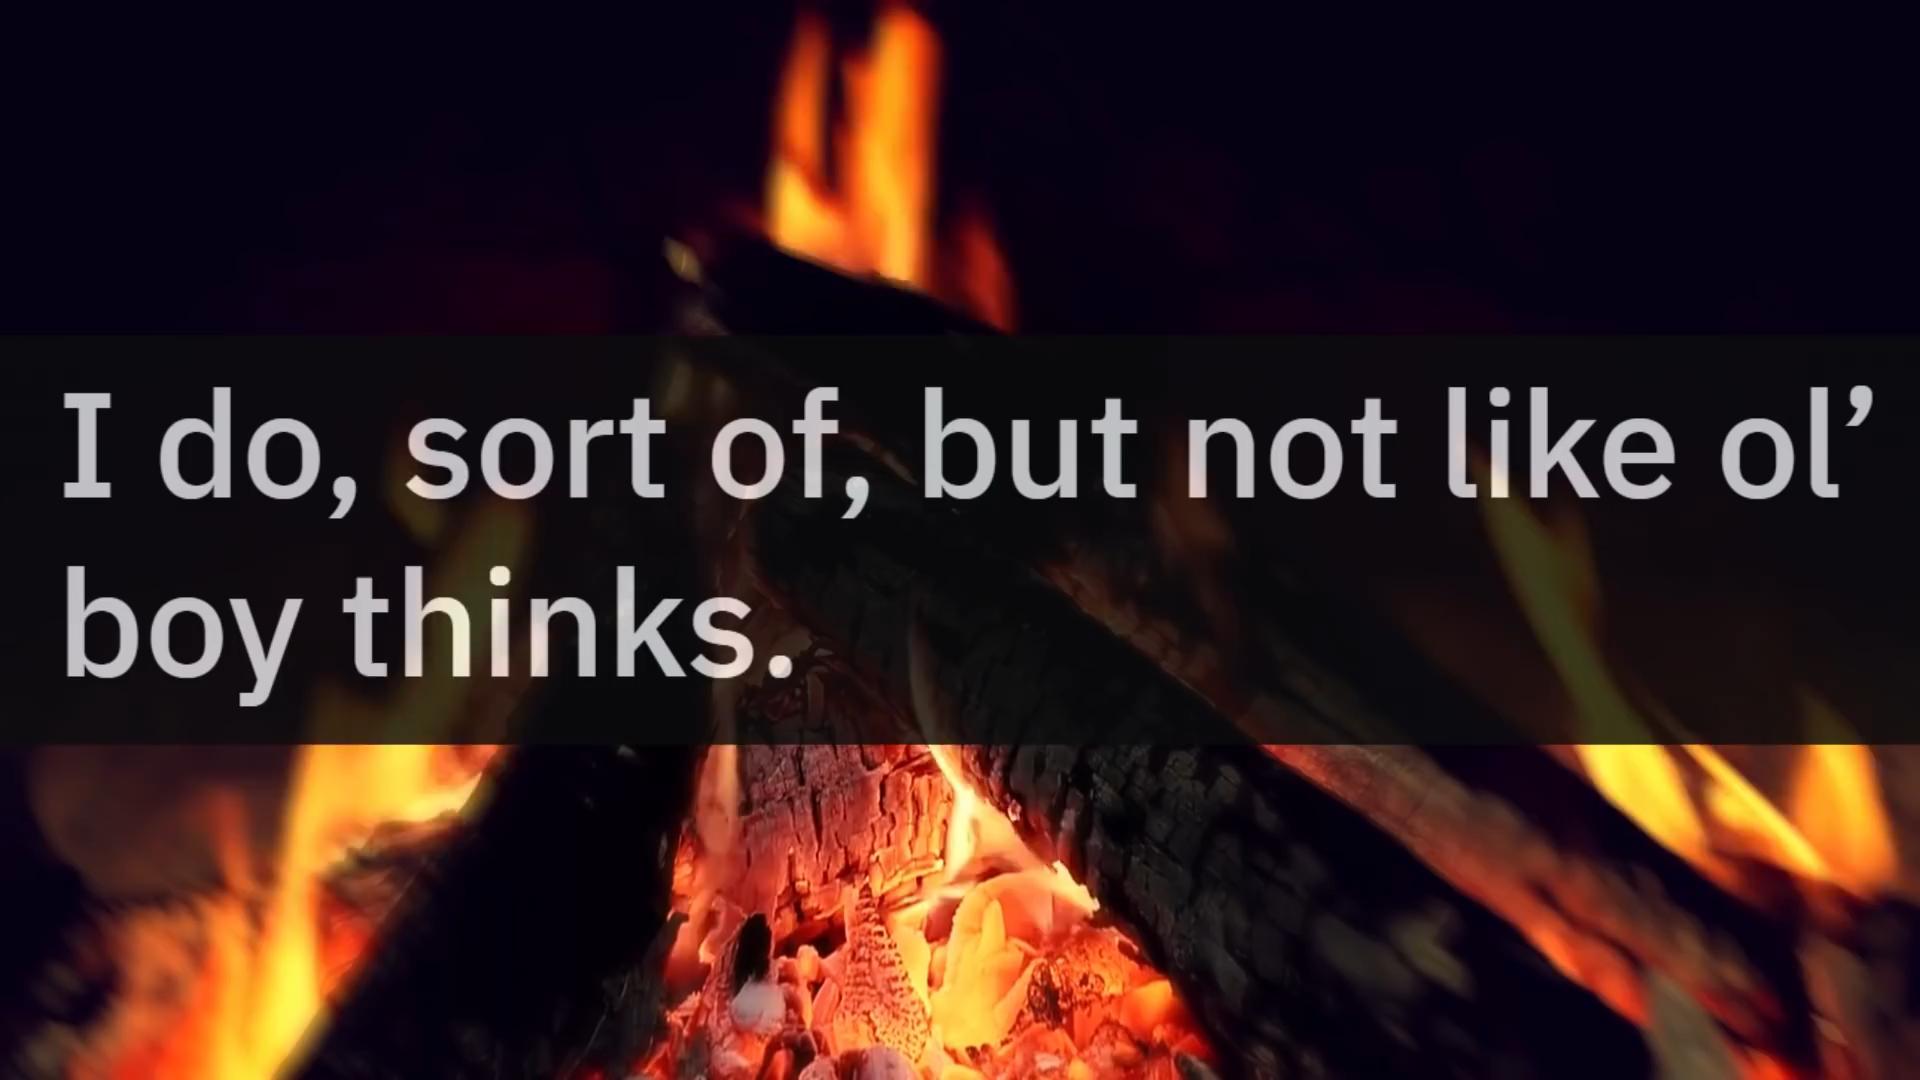 I do, sort of, but not like ol’
boy thinks.